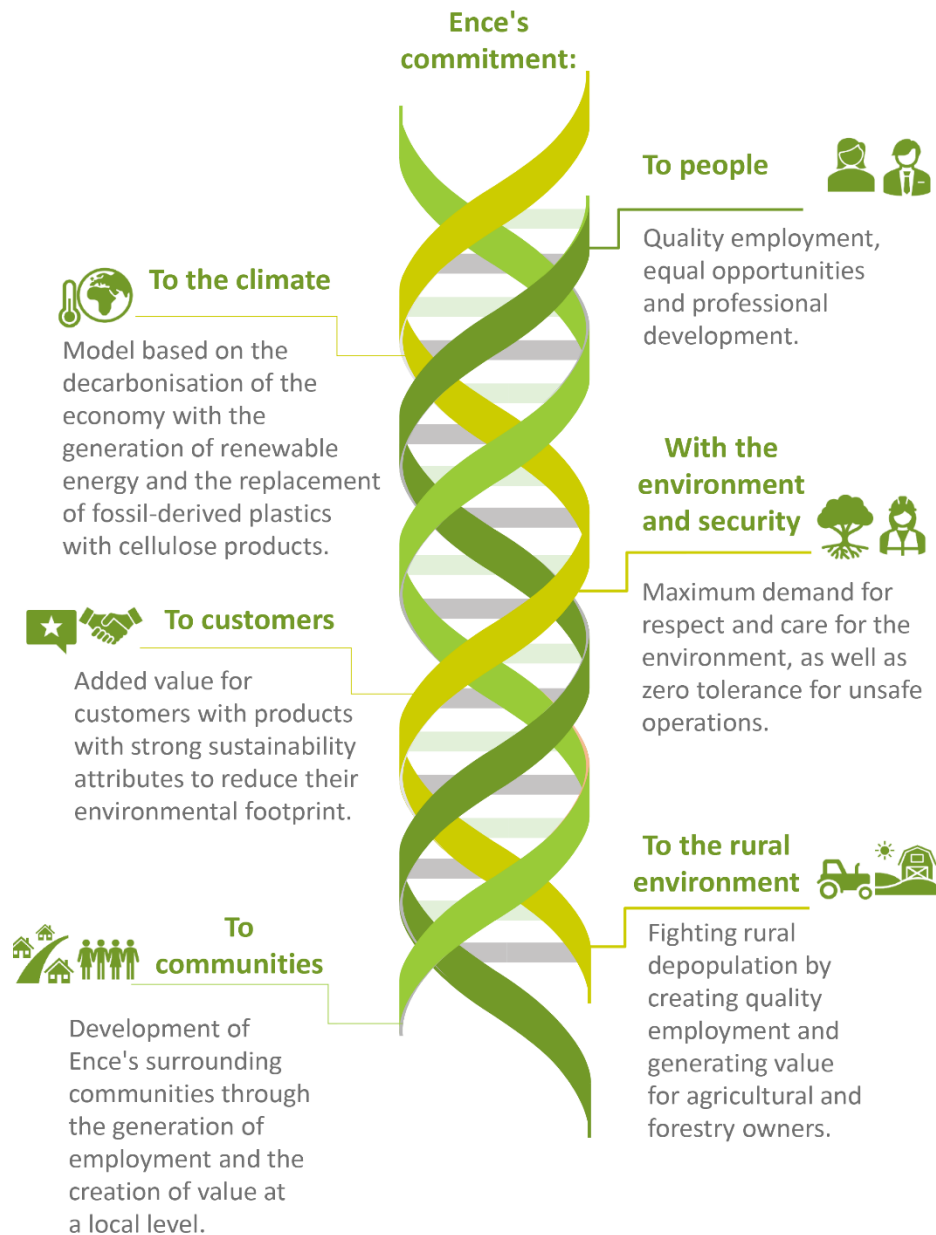 Ence's
commitment:
To people
Quality employment,
equal opportunities
and professional
development.
To the climate
Model based on the
decarbonisation of the
economy with the
generation of renewable
energy and the replacement
of fossil-derived plastics
with cellulose products.
With the
environment
and security
Maximum demand for
respect and care for the
environment, as well as
zero tolerance for unsafe
operations.
To customers
Added value for
customers with products
with strong sustainability
attributes to reduce their
environmental footprint.
To the rural
environment
Fighting rural
depopulation by
creating quality
employment and
generating value
for agricultural and
forestry owners.
To
communities
Development of
Ence's surrounding
communities through
the generation of
employment and the
creation of value at
a local level.